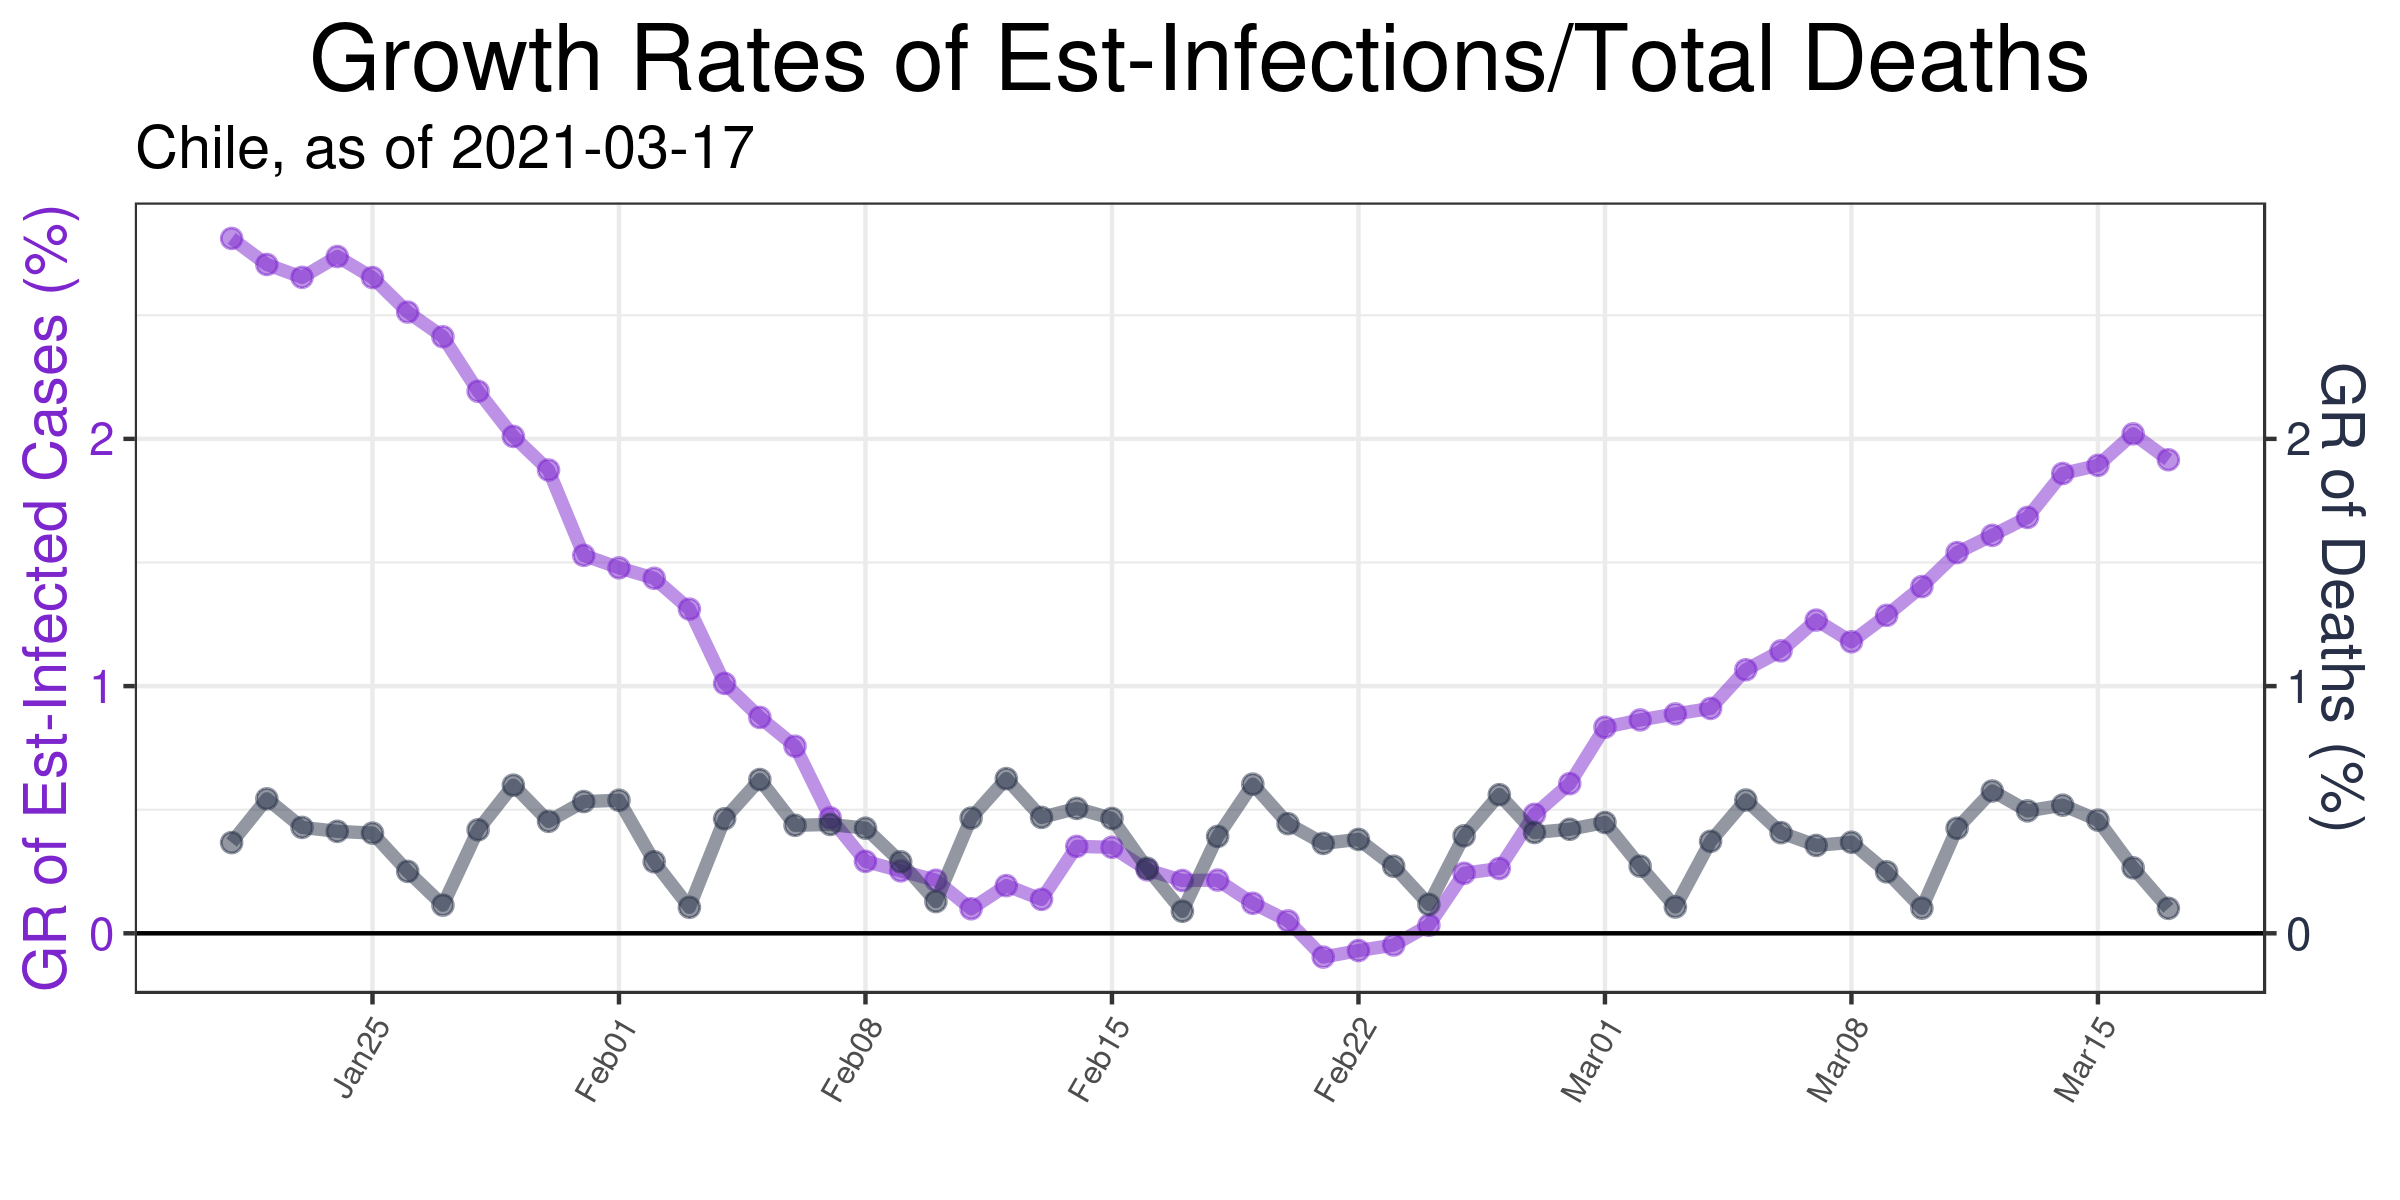 Growth Rates of Est-Infections/Total Deaths
Chile, as of 2021-03-17
GR of Est-Infected Cases (%)
2
1
0
2
1
0
GR of Deaths (%)
Jan25
Feb01
Feb08
Feb15
Feb22
Mar01
Mar08
Mar15